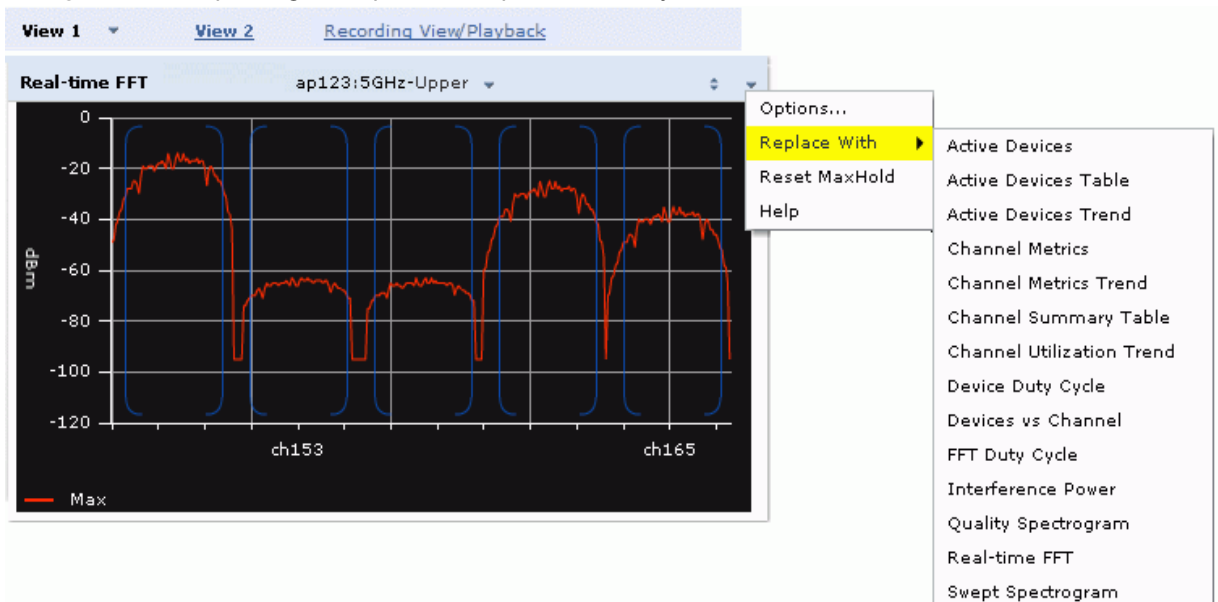 View 1 View 2 Recording View/Playback
Real-time FFT ap123:5GHz-Upper
0
-20
-40
-60
-80
-100
-120
dBm
ch153 ch165
Max
Options...
Replace With
Reset MaxHold
Help
Active Devices
Active Devices Table
Active Devices Trend
Channel Metrics
Channel Metrics Trend
Channel Summary Table
Channel Utilization Trend
Device Duty Cycle
Devices vs Channel
FFT Duty Cycle
Interference Power
Quality Spectrogram
Real-time FFT
Swept Spectrogram